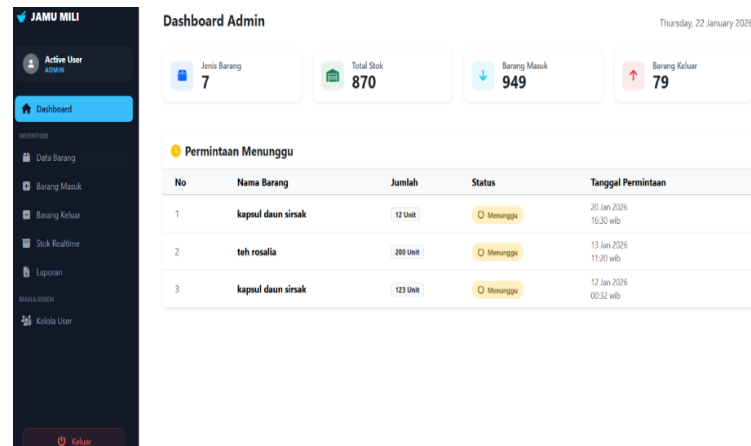 JAMU MILI
Active User
ADMIN
Dashboard
INVENTORI
Data Barang
Barang Masuk
Barang Keluar
Stok Realtime
Laporan
MANAJEMEN
Kelola User
Keluar
Dashboard Admin
Thursday, 22 January 2026
Jenis Barang
7
Total Stok
870
Barang Masuk
949
Barang Keluar
79
Permintaan Menunggu
No Nama Barang Jumlah Status Tanggal Permintaan
1 kapsul daun sirsak 12 Unit Menunggu 20 Jan 2026
16:30 wib
2 teh rosalia 200 Unit Menunggu 13 Jan 2026
11:20 wib
3 kapsul daun sirsak 123 Unit Menunggu 12 Jan 2026
00:32 wib